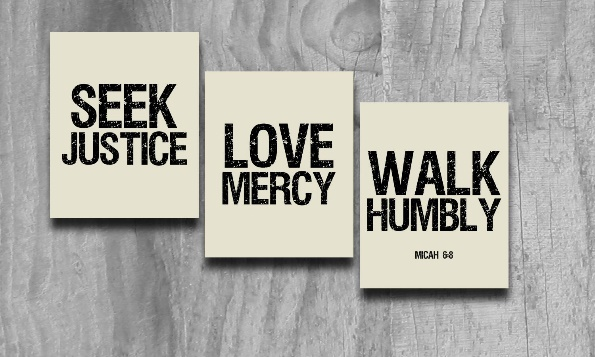 SEEK
JUSTICE
LOVE
MERCY
WALK
HUMBLY
MICAH 6:8